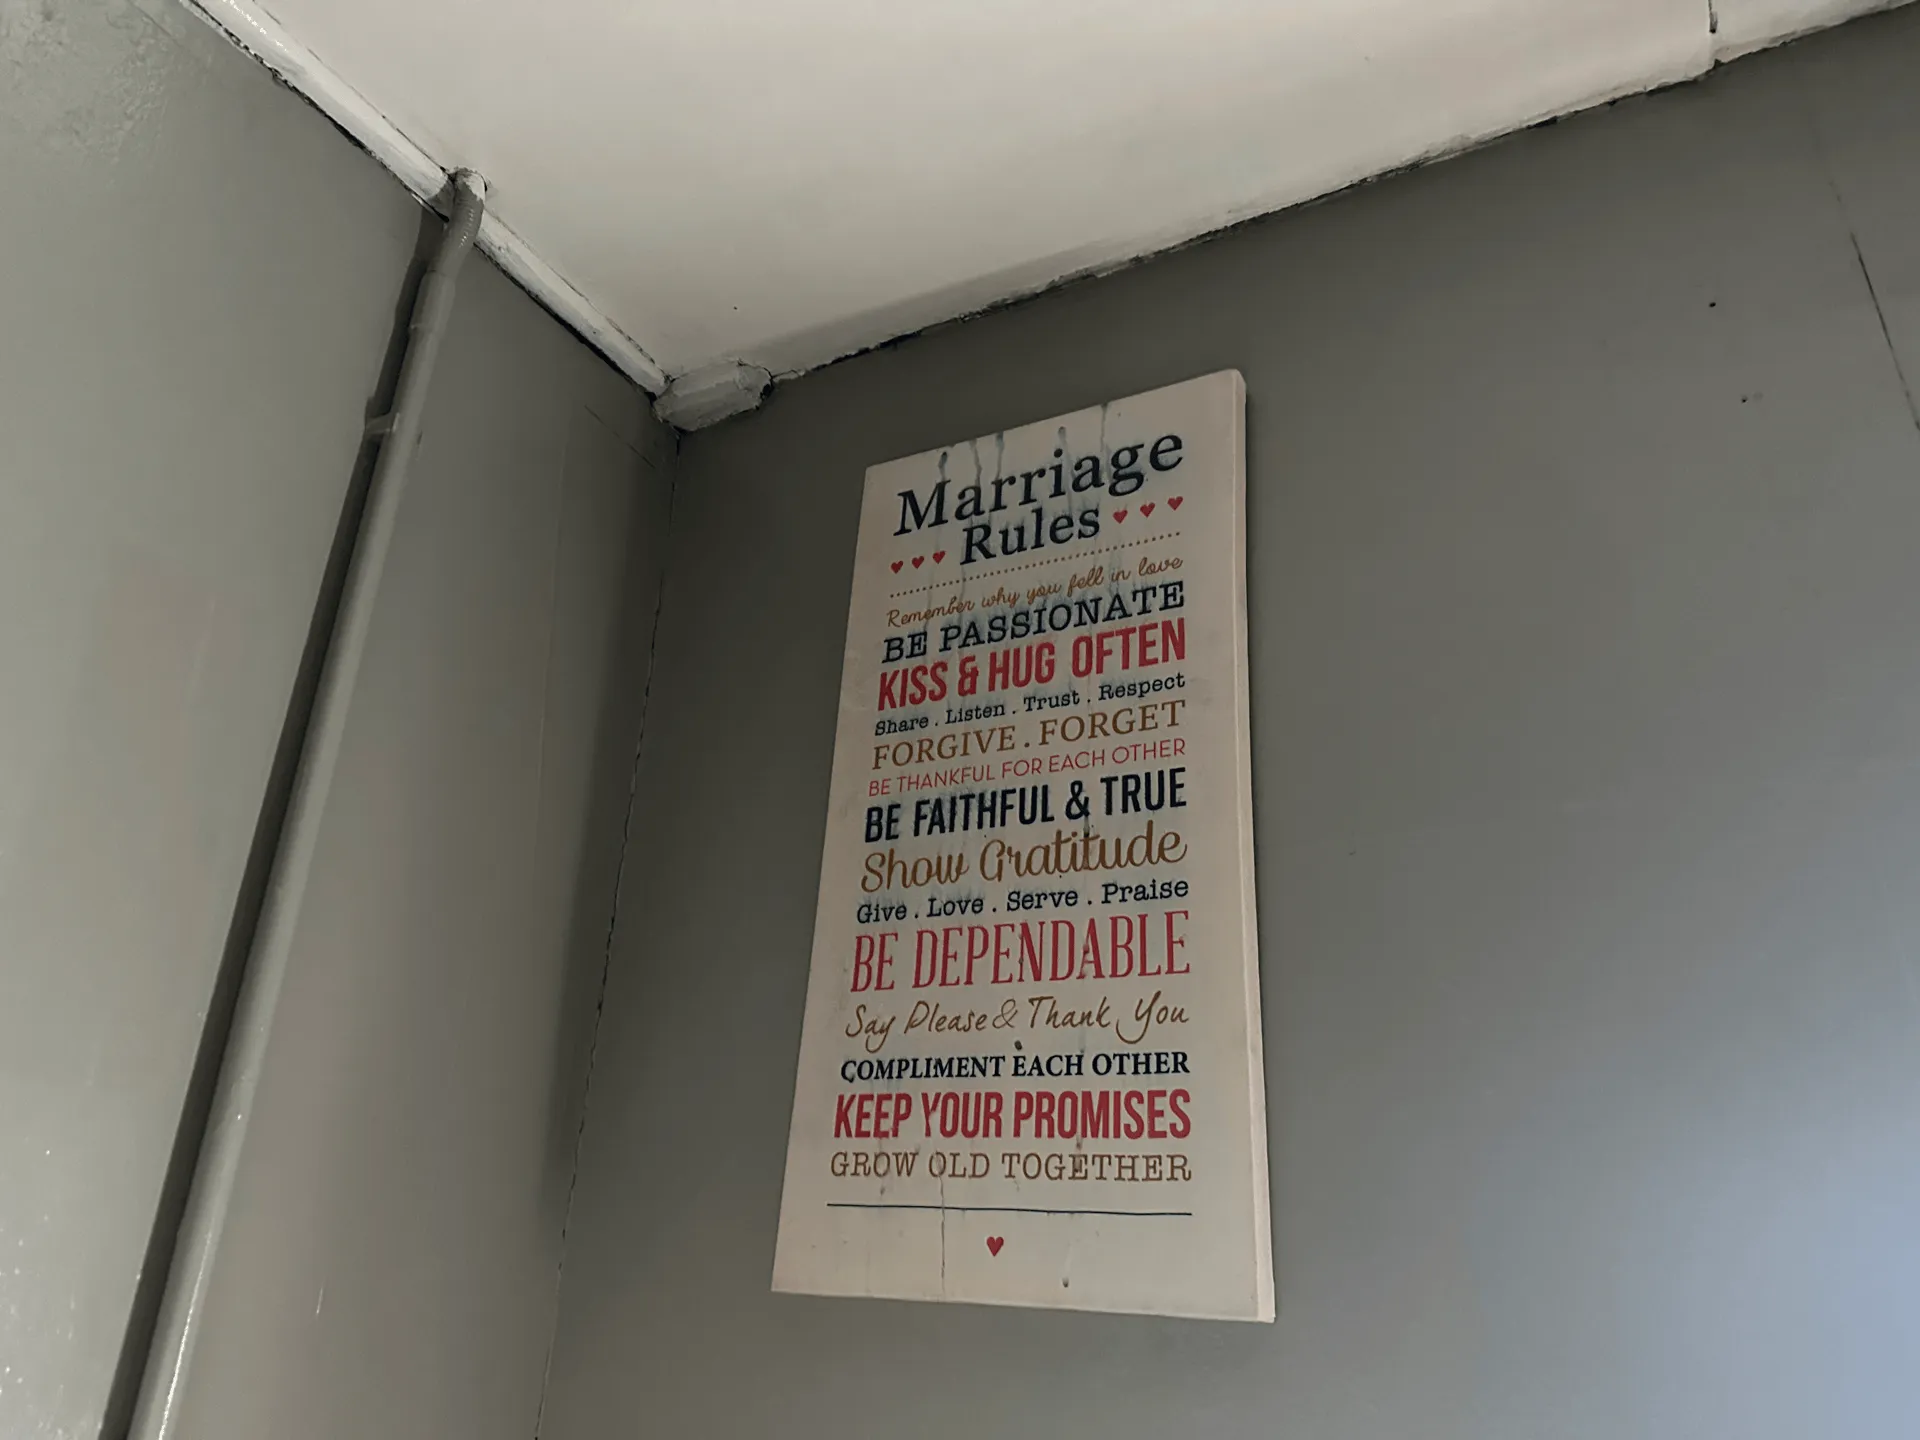 Marriage
Rules
Remember why you fell in love
BE PASSIONATE
KISS & HUG OFTEN
Share . Listen . Trust . Respect
FORGIVE . FORGET
BE THANKFUL FOR EACH OTHER
BE FAITHFUL & TRUE
Show Gratitude
Give . Love . Serve . Praise
BE DEPENDABLE
Say Please & Thank You
COMPLIMENT EACH OTHER
KEEP YOUR PROMISES
GROW OLD TOGETHER